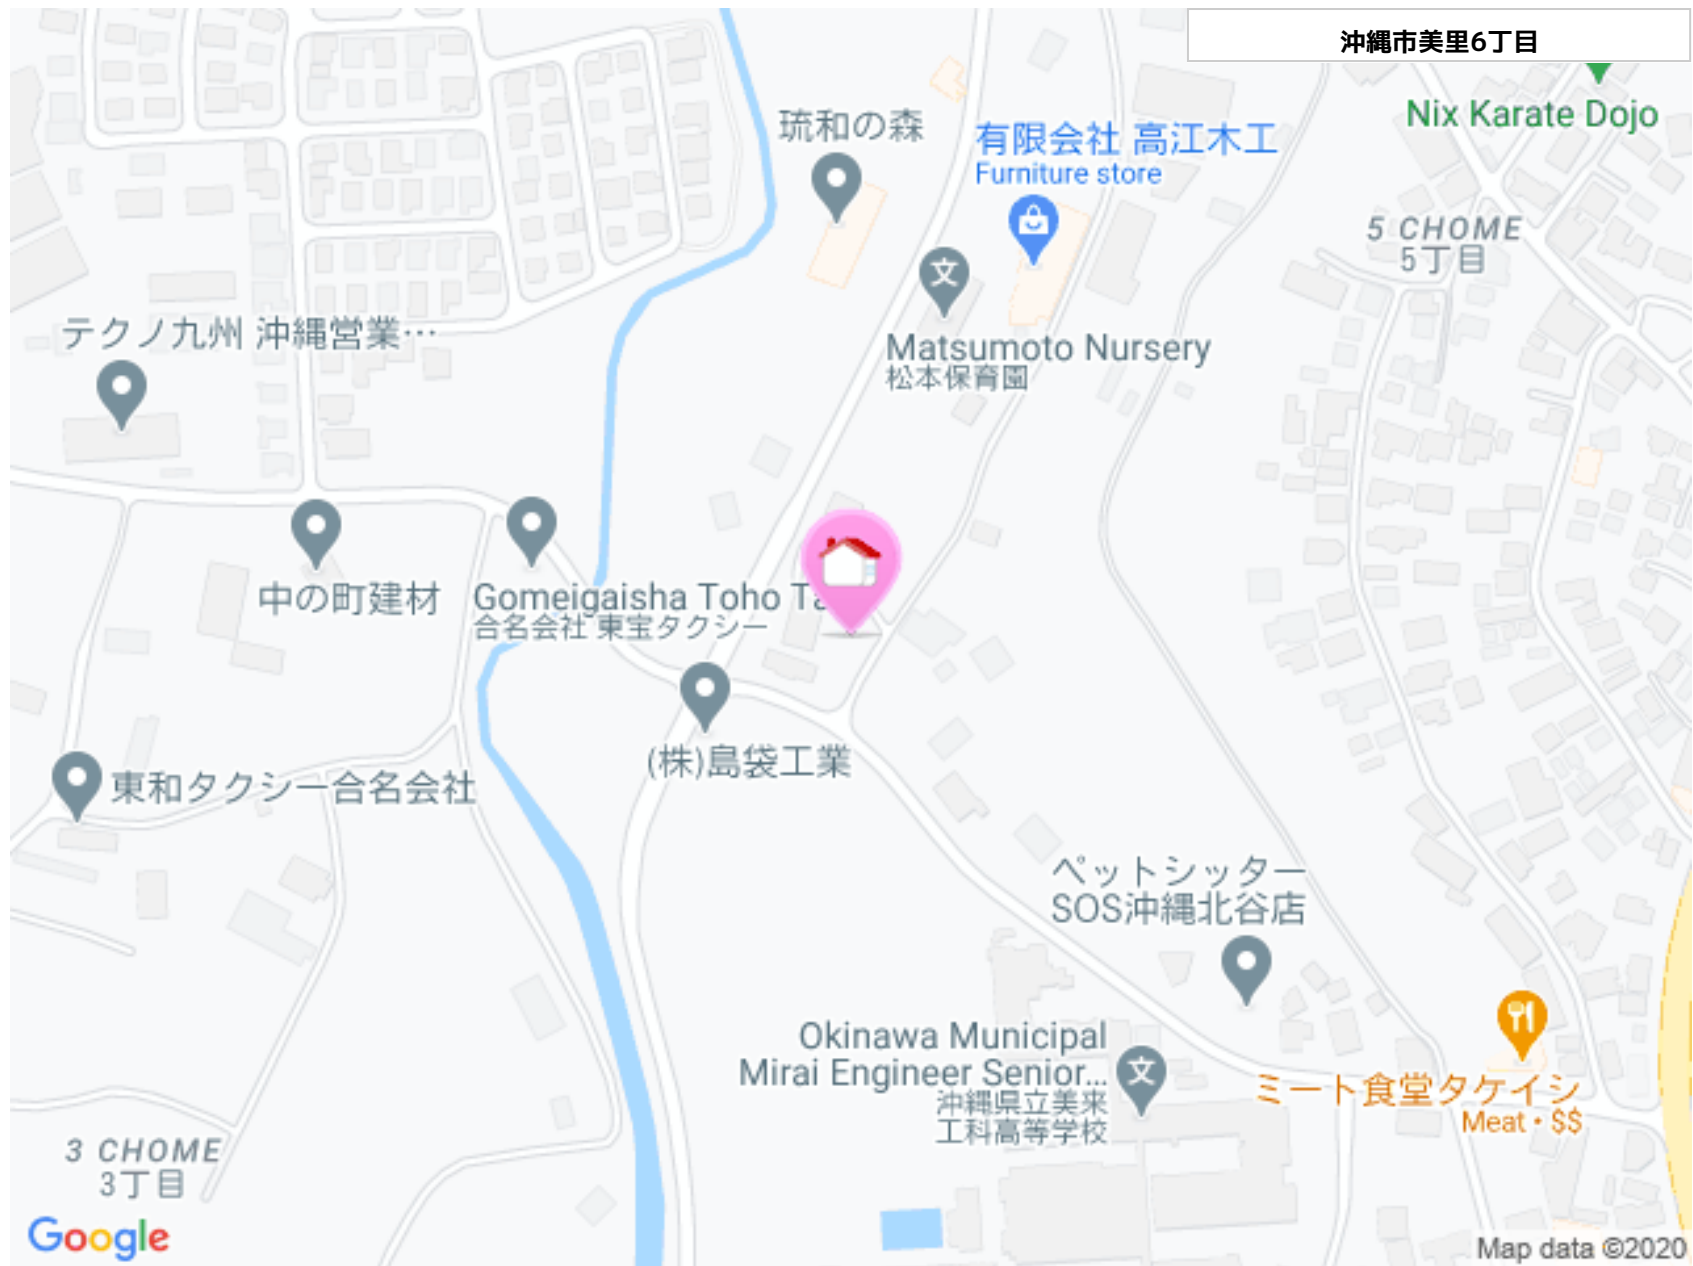 沖縄市美里6丁目
Nix Karate Dojo
琉和の森
有限会社 高江木工
Furniture store
5 CHOME
5丁目
テクノ九州 沖縄営業…
Matsumoto Nursery
松本保育園
中の町建材
Gomeigaisha Toho Ta
合名会社 東宝タクシー
(株)島袋工業
東和タクシー合名会社
ペットシッター
SOS沖縄北谷店
Okinawa Municipal
Mirai Engineer Senior...
沖縄県立美来
工科高等学校
ミート食堂タケイシ
Meat • $$
3 CHOME
3丁目
Google
Map data ©2020